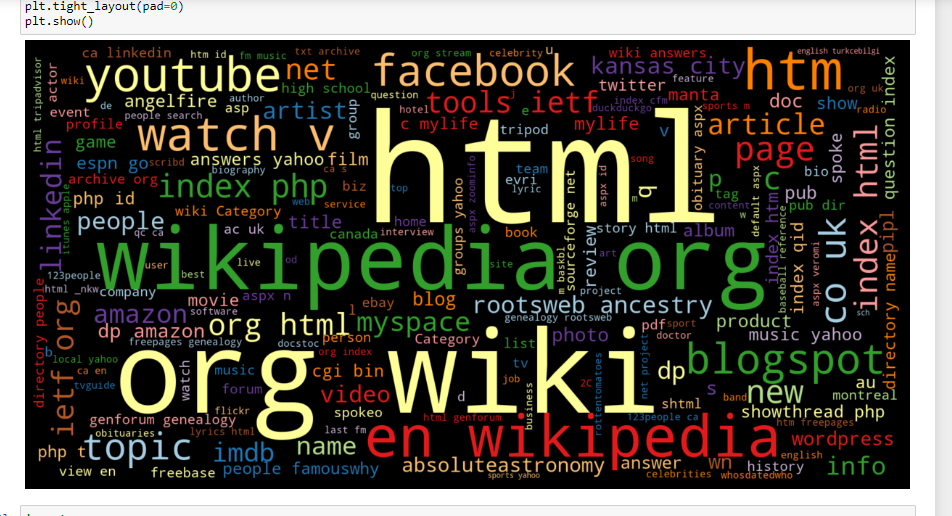 plt.tight_layout(pad=0)
plt.show()
ca linkedin
htm id
fm music
txt archive
org stream
celebrity
u
wiki answers
english turkcebilgi
html tripadvisor
actor
wiki
youtube
net
facebook
kansas city
htm
feature
org uk
question index
de
author
high school
question
twitter
index cfm
duckduckgo
manta
event
angelfire
asp
artist
group
hotel
tools ietf
j
e
sports m
doc
show
radio
profile
people search
watch v
c mylife
tripod
mylife
v
obituary aspx
article
game
espn go
scribd
answers yahoo
film
html
song
page
spoke
archive org
biography
ca s
team
evri
lyric
aspx id
m
q
bio
index html
linkedin
itunes apple
php id
index php
biz
top
groups yahoo
aspx zoominfo
sourceforge net
p
tag
c
pub
pub dir
people
qc ca
wiki Category
web
service
title
home
content
w
default aspx
ac uk
canada
interview
book
review
story html
album
index htm
baseball reference
index qid
co uk
directory namepipl
wikipedia org
123people
user
best
live
od
site
m baskbl
art
aspx veromi
html _nkw
company
movie
aspx n
ebay
blog
rootsweb ancestry
project
sch
directory people
ietf org
amazon
software
l
genealogy rootsweb
product
music yahoo
dp amazon
org html
myspace
photo
pdf
sport
doctor
freepages genealogy
docstoc
person
Category
list
b
local yahoo
org index
org wiki
tv
rottentomatoes
net project
dp
blogspot
ca en
tvguide
watch
music
cgi bin
job
2C
s
new
au
forum
video
d
business
shtml
band
montreal
flickr
spokeo
html genforum
123people ca
showthread php
genforum genealogy
htm freepages
obituaries
lyrics html
last fm
en wikipedia
wordpress
php t
topic
imdb
name
english
view en
freebase
people famouswhy
absoluteastronomy
sports yahoo
answer
wn
history
info
celebrities
whosdatedwho